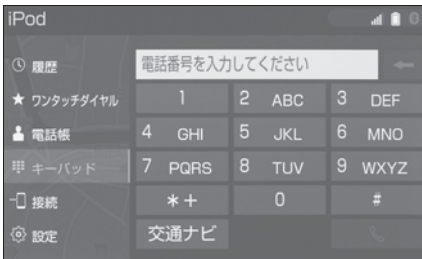 iPod
履歴
電話番号を入力してください
ワンタッチダイヤル
1
2 ABC
3 DEF
電話帳
4 GHI
5 JKL
6 MNO
キーパッド
7 PQRS
8 TUV
9 WXYZ
接続
*+
0
#
設定
交通ナビ